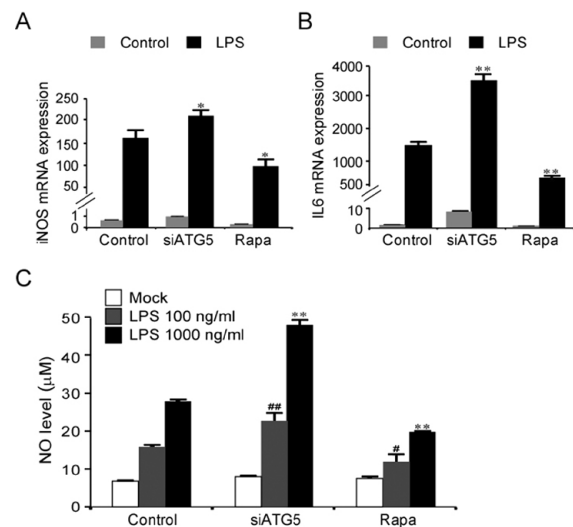 A
Control LPS
iNOS mRNA expression
250
200
150
100
50
1
0
*
*
Control siATG5 Rapa
B
Control LPS
IL6 mRNA expression
4000
3000
2000
1000
500
10
0
**
**
Control siATG5 Rapa
C
Mock
LPS 100 ng/ml
LPS 1000 ng/ml
NO level (μM)
50
40
30
20
10
0
##
**
#
**
Control siATG5 Rapa